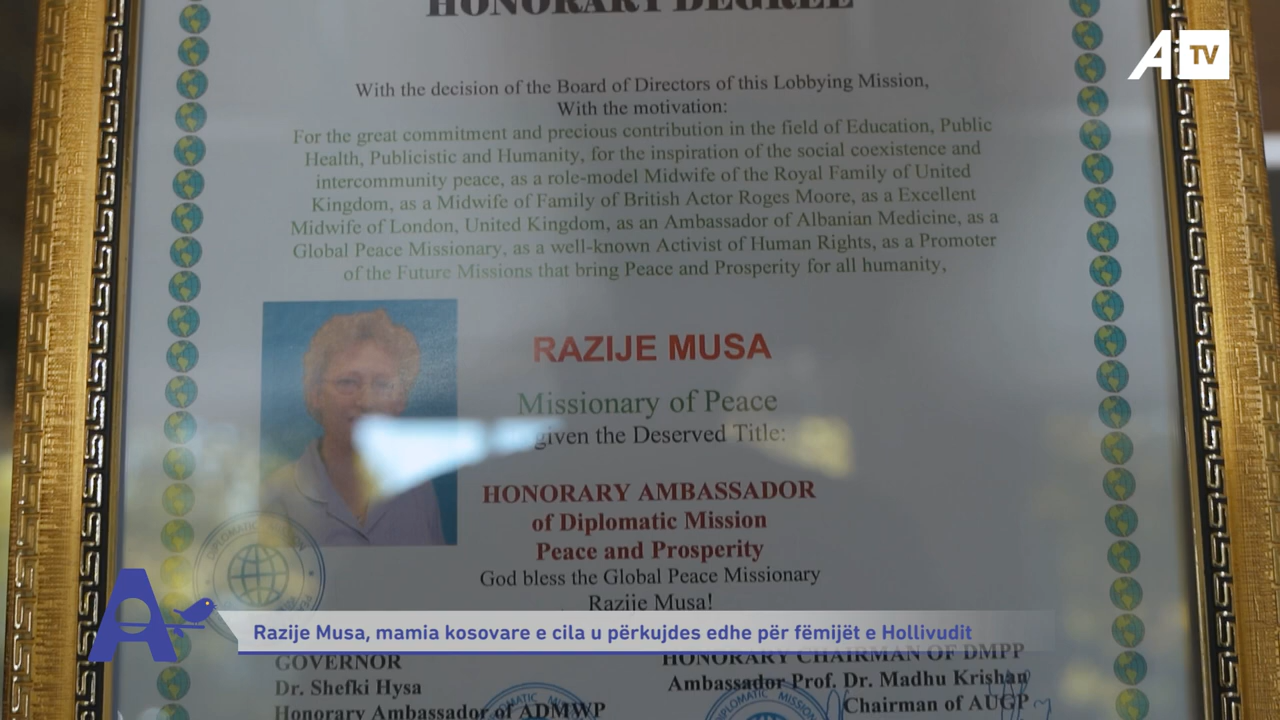 HONORARY DEGREE
AiTV
With the decision of the Board of Directors of this Lobbying Mission,
With the motivation:
For the great commitment and precious contribution in the field of Education, Public
Health, Publicistic and Humanity, for the inspiration of the social coexistence and
intercommunity peace, as a role-model Midwife of the Royal Family of United
Kingdom, as a Midwife of Family of British Actor Roges Moore, as a Excellent
Midwife of London, United Kingdom, as an Ambassador of Albanian Medicine, as a
Global Peace Missionary, as a well-known Activist of Human Rights, as a Promoter
of the Future Missions that bring Peace and Prosperity for all humanity,
RAZIJE MUSA
Missionary of Peace
given the Deserved Title:
HONORARY AMBASSADOR
of Diplomatic Mission
Peace and Prosperity
God bless the Global Peace Missionary
Razije Musa!
DIPLOMATIC
A
Razije Musa, mamia kosovare e cila u përkujdes edhe për fëmijët e Hollivudit
GOVERNOR
Dr. Shefki Hysa
Honorary Ambassador of ADMWP
HONORARY CHAIRMAN OF DMPP
Ambassador Prof. Dr. Madhu Krishan
Chairman of AUGP
DIPLOMATIC MISSION